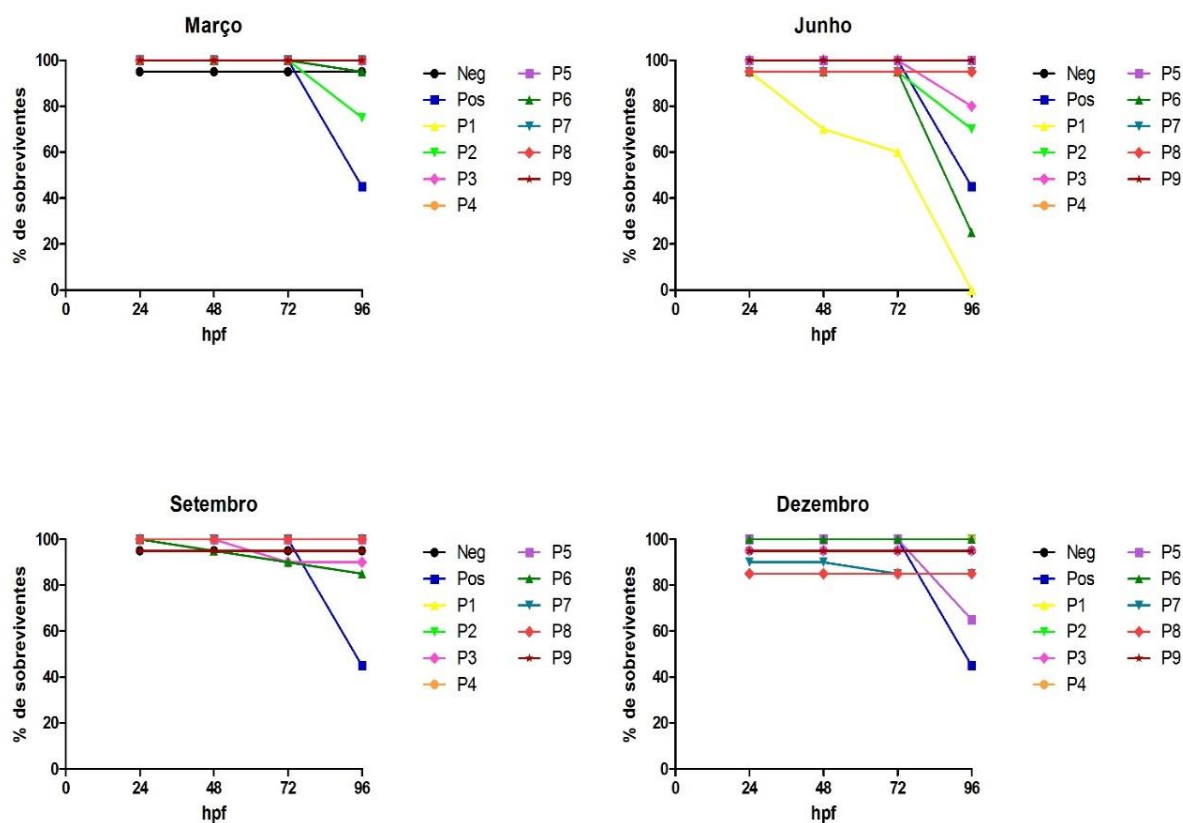 Março
% de sobreviventes
100
80
60
40
20
0
0 24 48 72 96
hpf
Neg P5
Pos P6
P1 P7
P2 P8
P3 P9
P4
Junho
% de sobreviventes
100
80
60
40
20
0
0 24 48 72 96
hpf
Neg P5
Pos P6
P1 P7
P2 P8
P3 P9
P4
Setembro
% de sobreviventes
100
80
60
40
20
0
0 24 48 72 96
hpf
Neg P5
Pos P6
P1 P7
P2 P8
P3 P9
P4
Dezembro
% de sobreviventes
100
80
60
40
20
0
0 24 48 72 96
hpf
Neg P5
Pos P6
P1 P7
P2 P8
P3 P9
P4